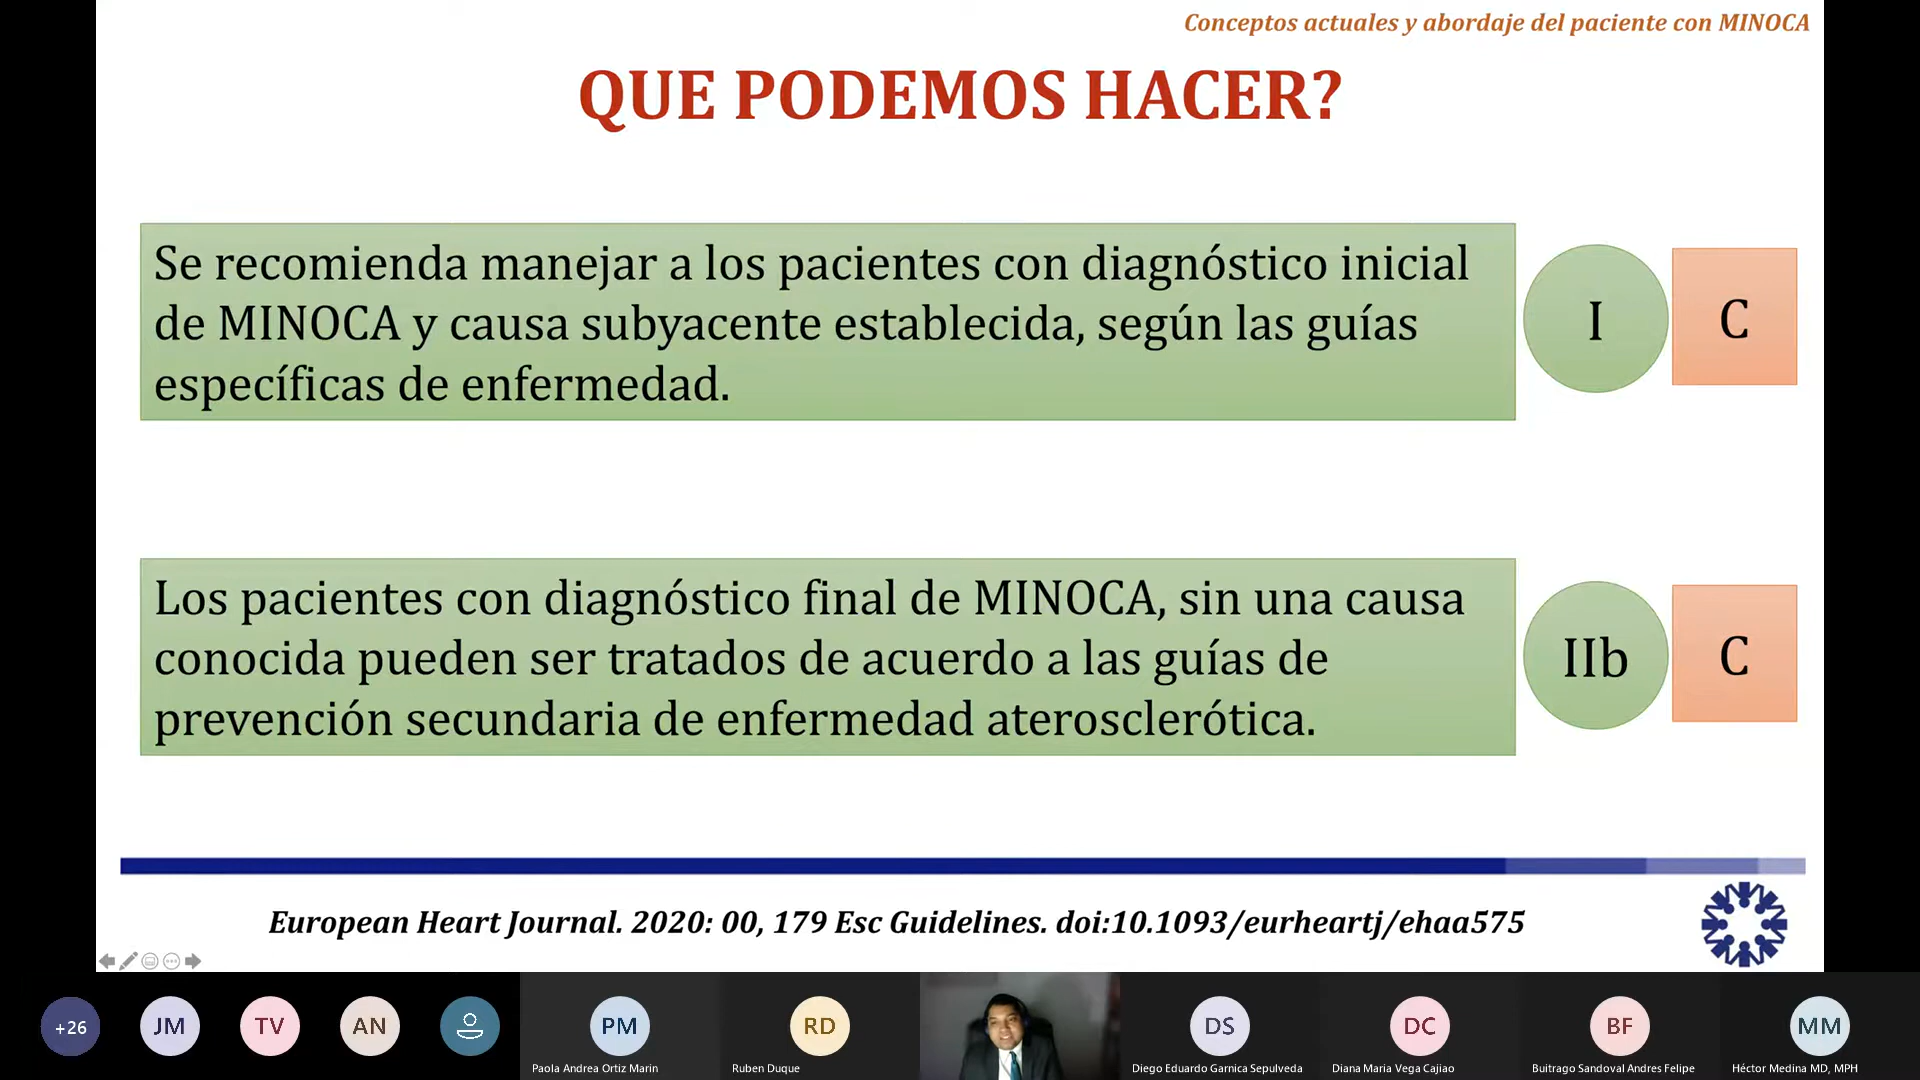 Conceptos actuales y abordaje del paciente con MINOCA
QUE PODEMOS HACER?
Se recomienda manejar a los pacientes con diagnóstico inicial
de MINOCA y causa subyacente establecida, según las guías
específicas de enfermedad.
I
C
Los pacientes con diagnóstico final de MINOCA, sin una causa
conocida pueden ser tratados de acuerdo a las guías de
prevención secundaria de enfermedad aterosclerótica.
IIb
C
European Heart Journal. 2020: 00, 179 Esc Guidelines. doi:10.1093/eurheartj/ehaa575
+26
JM
TV
AN
PM
Paola Andrea Ortiz Marin
RD
Ruben Duque
DS
Diego Eduardo Garnica Sepulveda
DC
Diana Maria Vega Cajiao
BF
Buitrago Sandoval Andres Felipe
MM
Héctor Medina MD, MPH